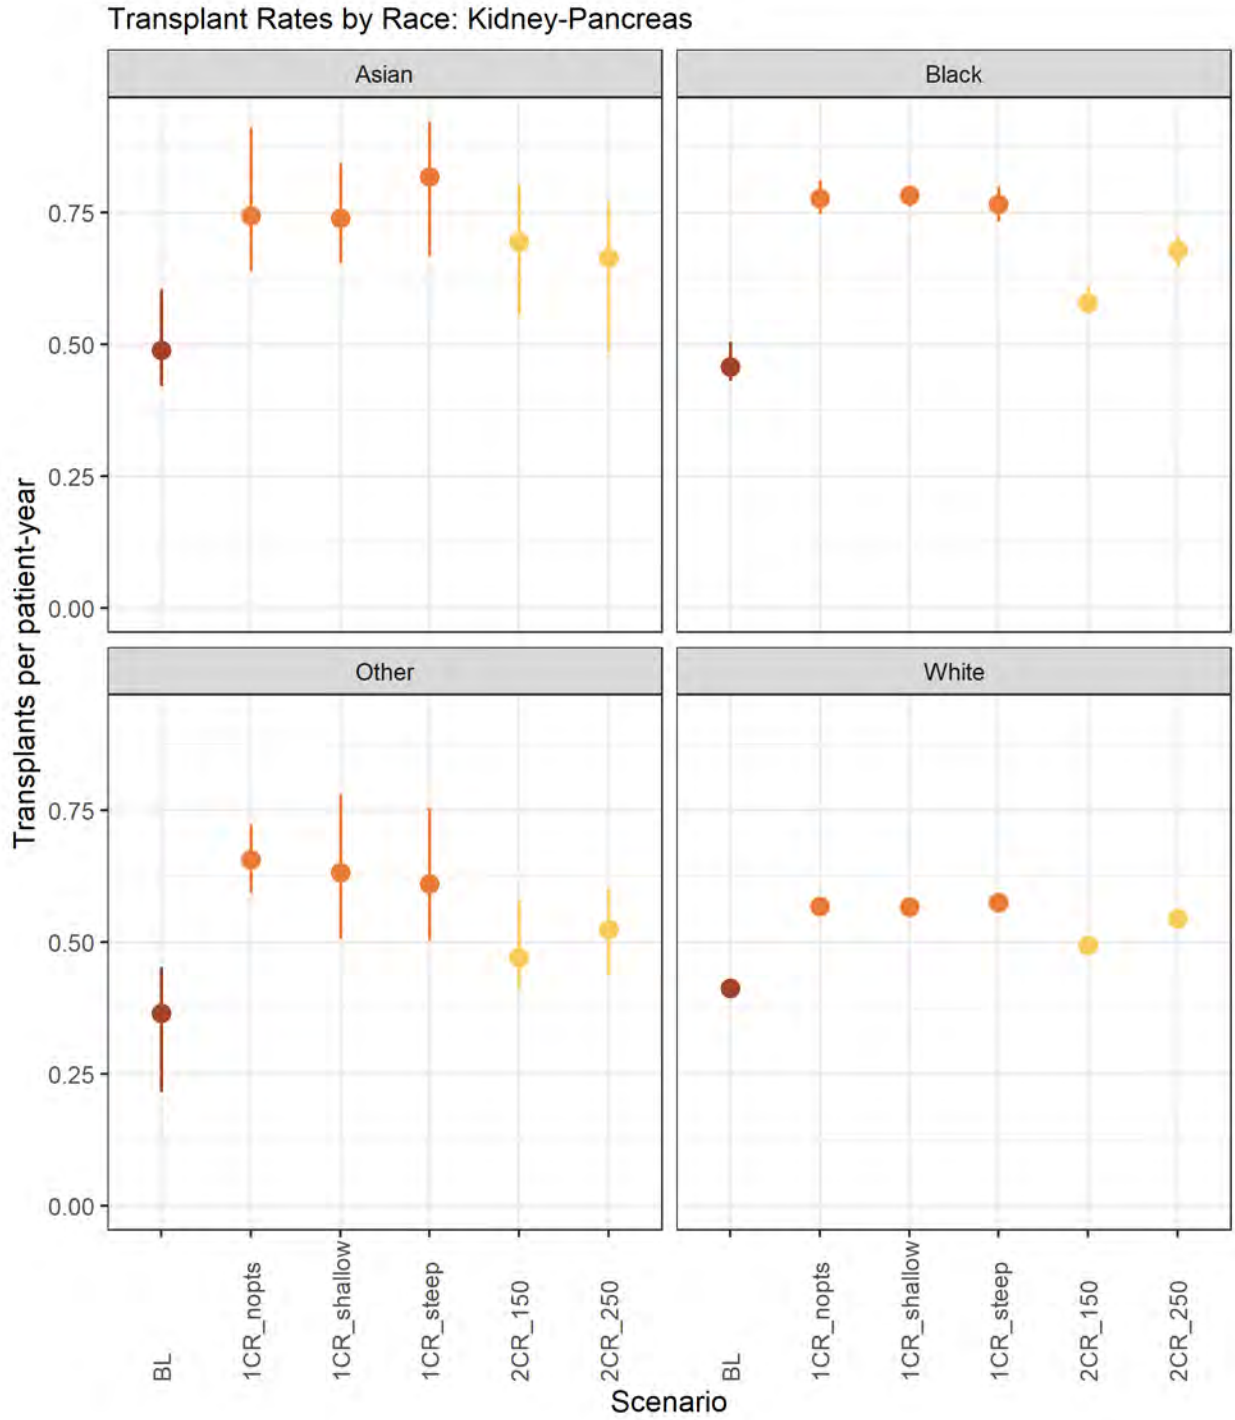 Transplant Rates by Race: Kidney-Pancreas
Asian
Black
0.75
0.50
0.25
0.00
Other
White
0.75
0.50
0.25
0.00
Transplants per patient-year
BL
1CR_nopts
1CR_shallow
1CR_steep
2CR_150
2CR_250
BL
1CR_nopts
1CR_shallow
1CR_steep
2CR_150
2CR_250
Scenario